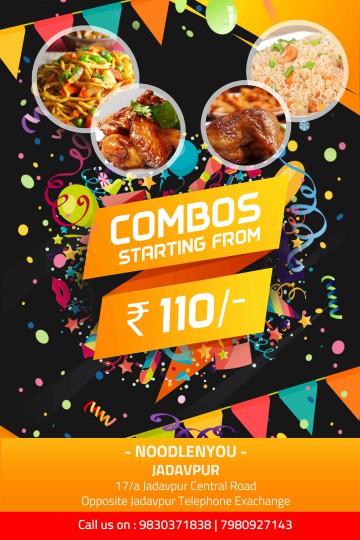 COMBOS
STARTING FROM
₹ 110/-
- NOODLENYOU -
JADAVPUR
17/a Jadavpur Central Road
Opposite Jadavpur Telephone Exachange
Call us on : 9830371838 | 7980927143